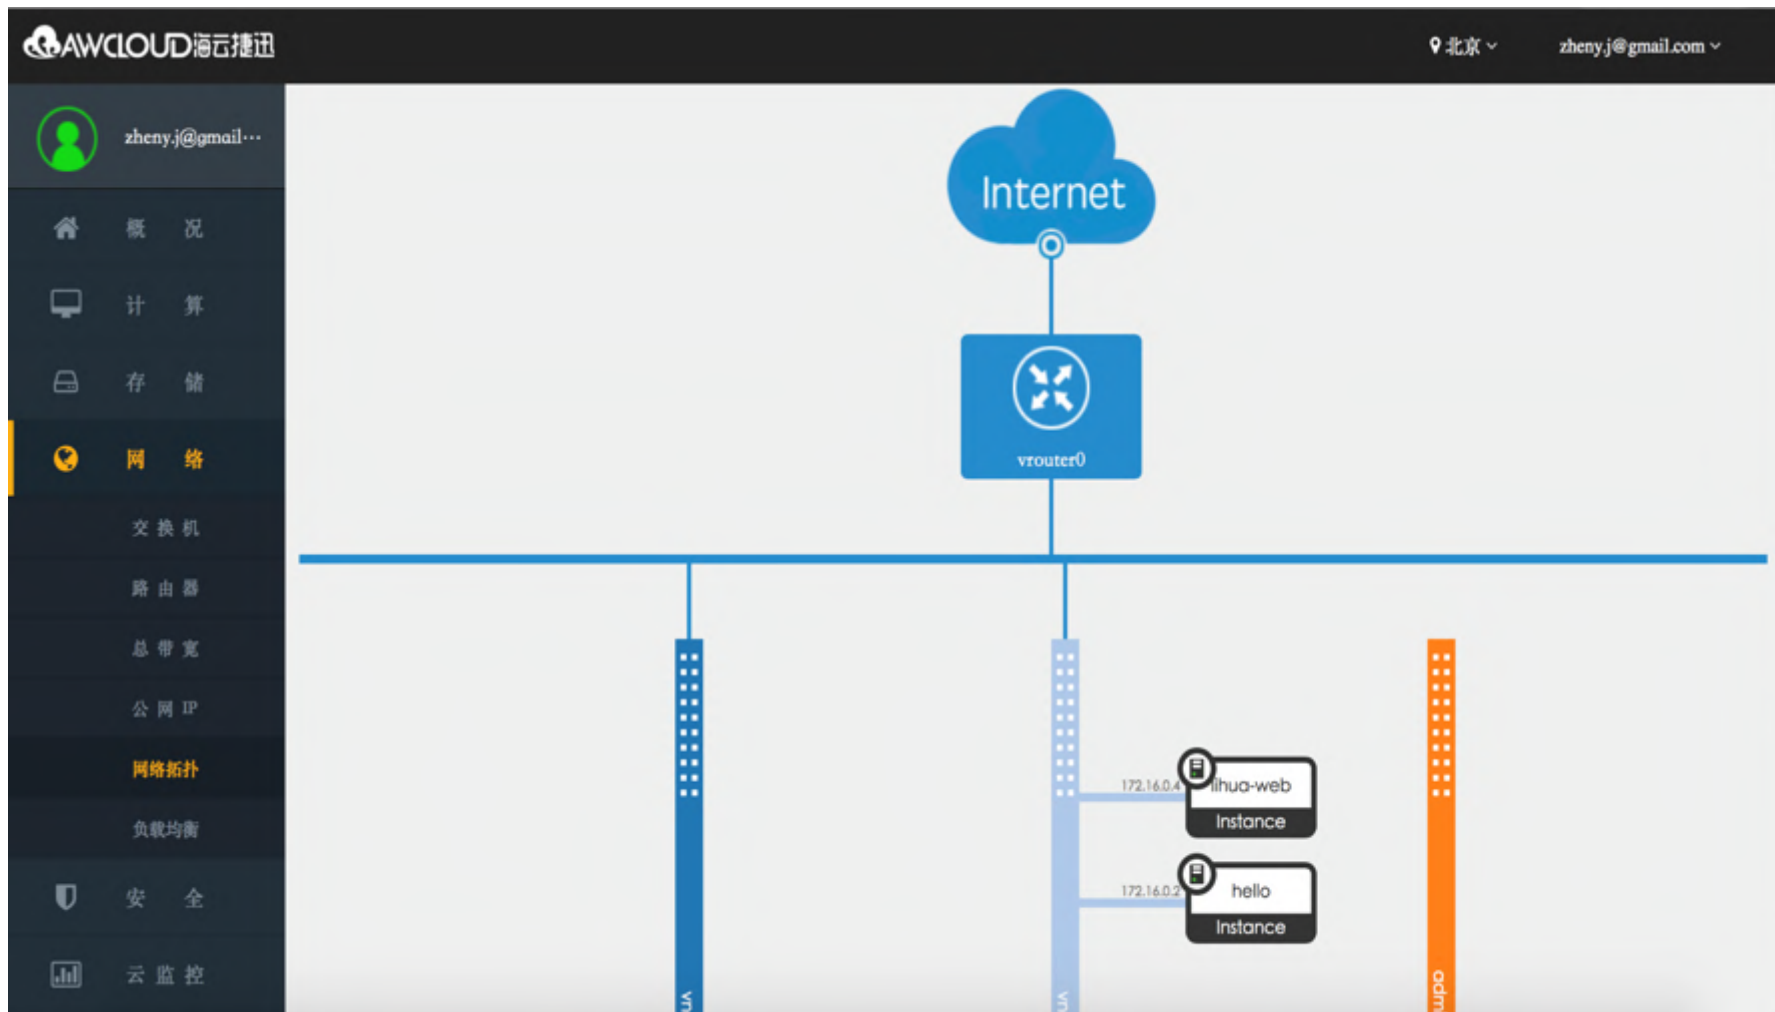 AWCLOUD海云捷迅
北京
zheny.j@gmail.com
zheny.j@gmail···
概 况
计 算
存 储
网 络
交换机
路由器
总带宽
公网IP
网络拓扑
负载均衡
安 全
云监控
Internet
vrouter0
172.16.0.4
lihua-web
Instance
172.16.0.2
hello
Instance